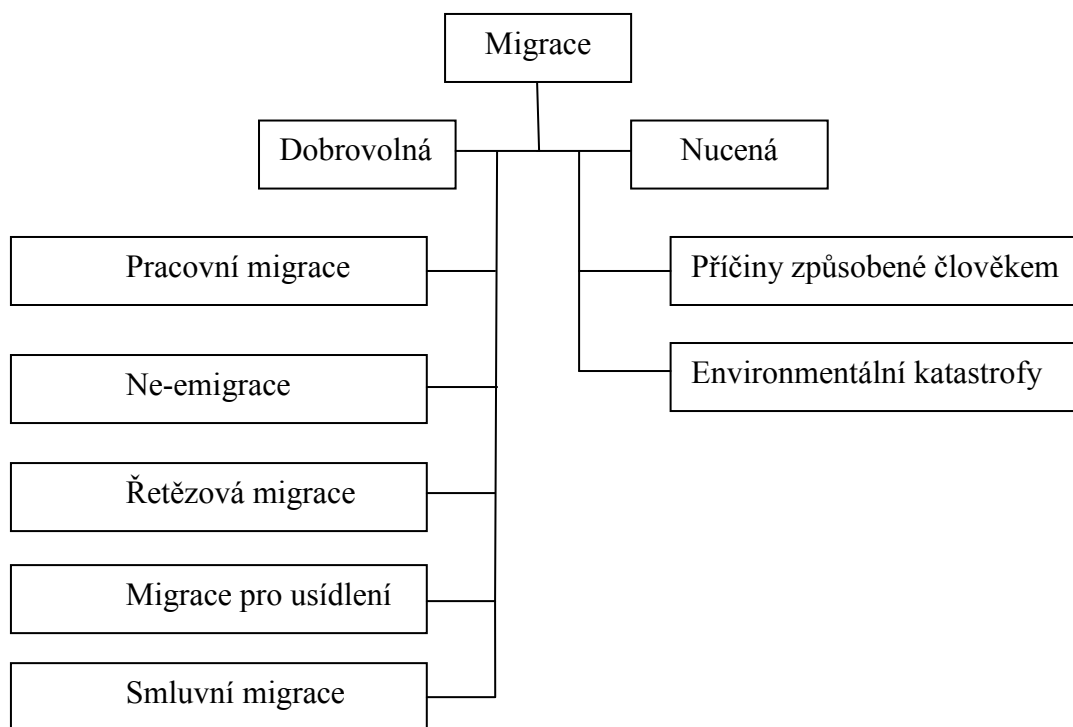 Migrace
Dobrovolná
Nucená
Pracovní migrace
Příčiny způsobené člověkem
Ne-emigrace
Environmentální katastrofy
Řetězová migrace
Migrace pro usídlení
Smluvní migrace